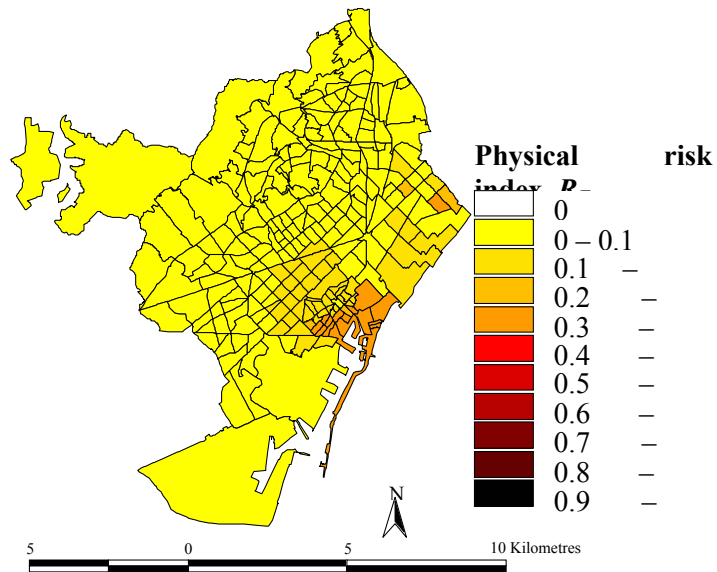 Physical risk
index R
0
0 – 0.1
0.1 –
0.2 –
0.3 –
0.4 –
0.5 –
0.6 –
0.7 –
0.8 –
0.9 –
N
5 0 5 10 Kilometres